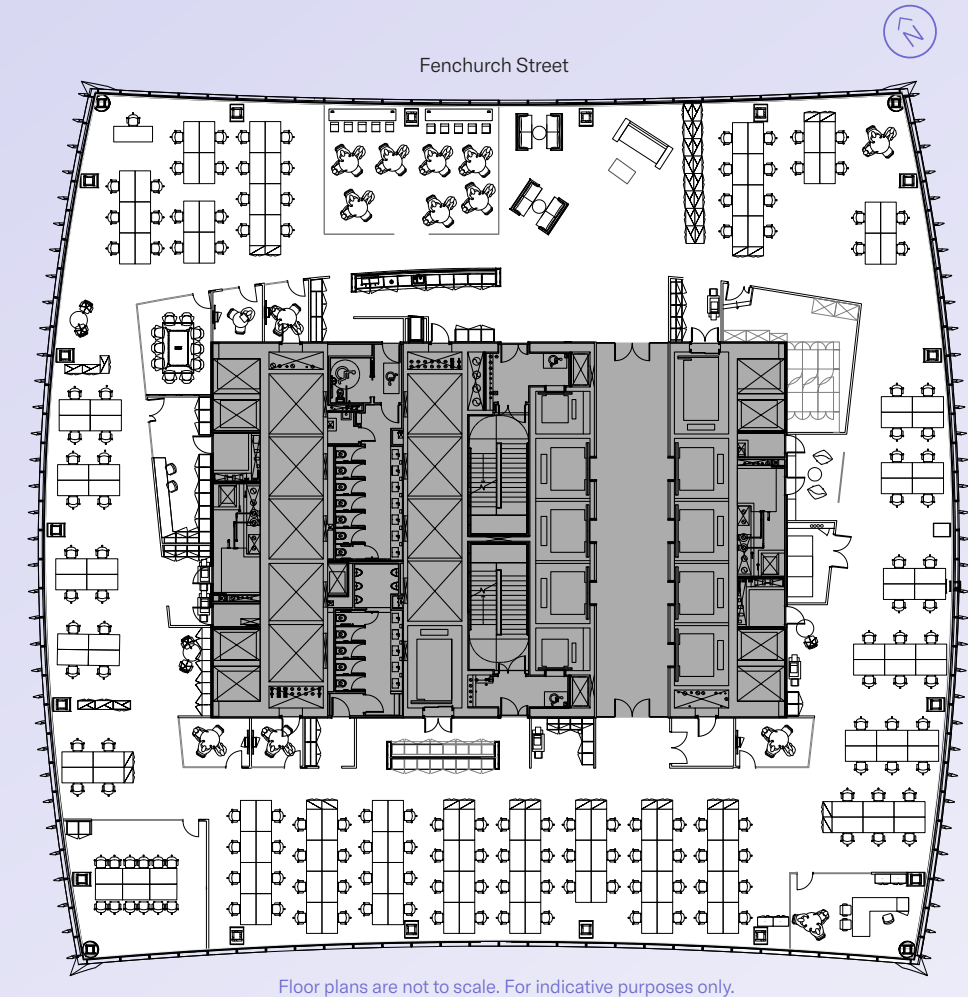 N
Fenchurch Street
Floor plans are not to scale. For indicative purposes only.